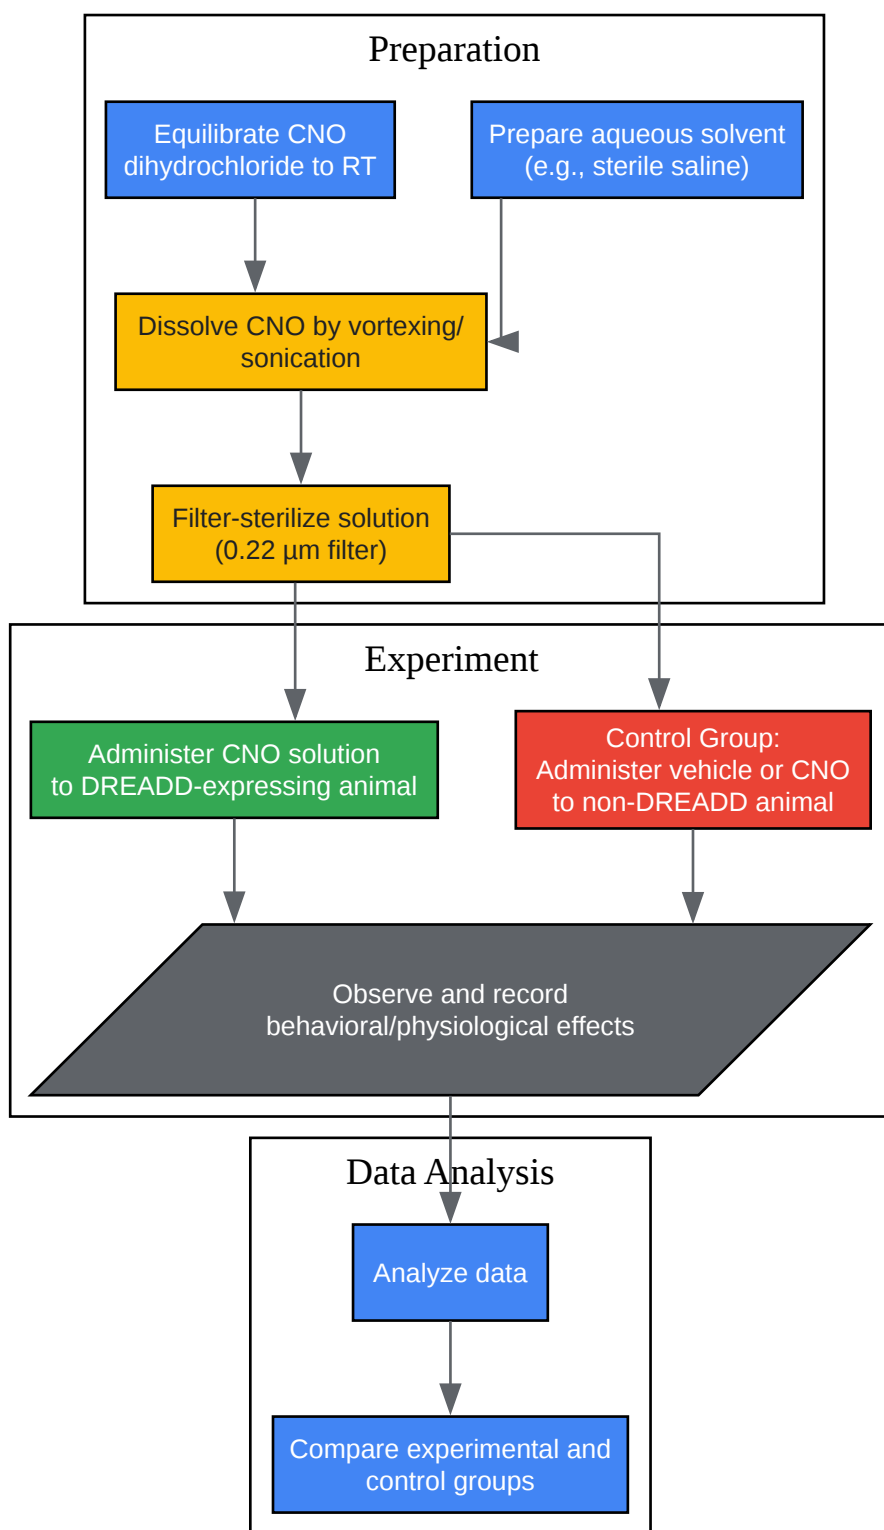 Preparation
Equilibrate CNO
dihydrochloride to RT
Prepare aqueous solvent
(e.g., sterile saline)
Dissolve CNO by vortexing/
sonication
Filter-sterilize solution
(0.22 µm filter)
Experiment
Administer CNO solution
to DREADD-expressing animal
Control Group:
Administer vehicle or CNO
to non-DREADD animal
Observe and record
behavioral/physiological effects
Data Analysis
Analyze data
Compare experimental and
control groups